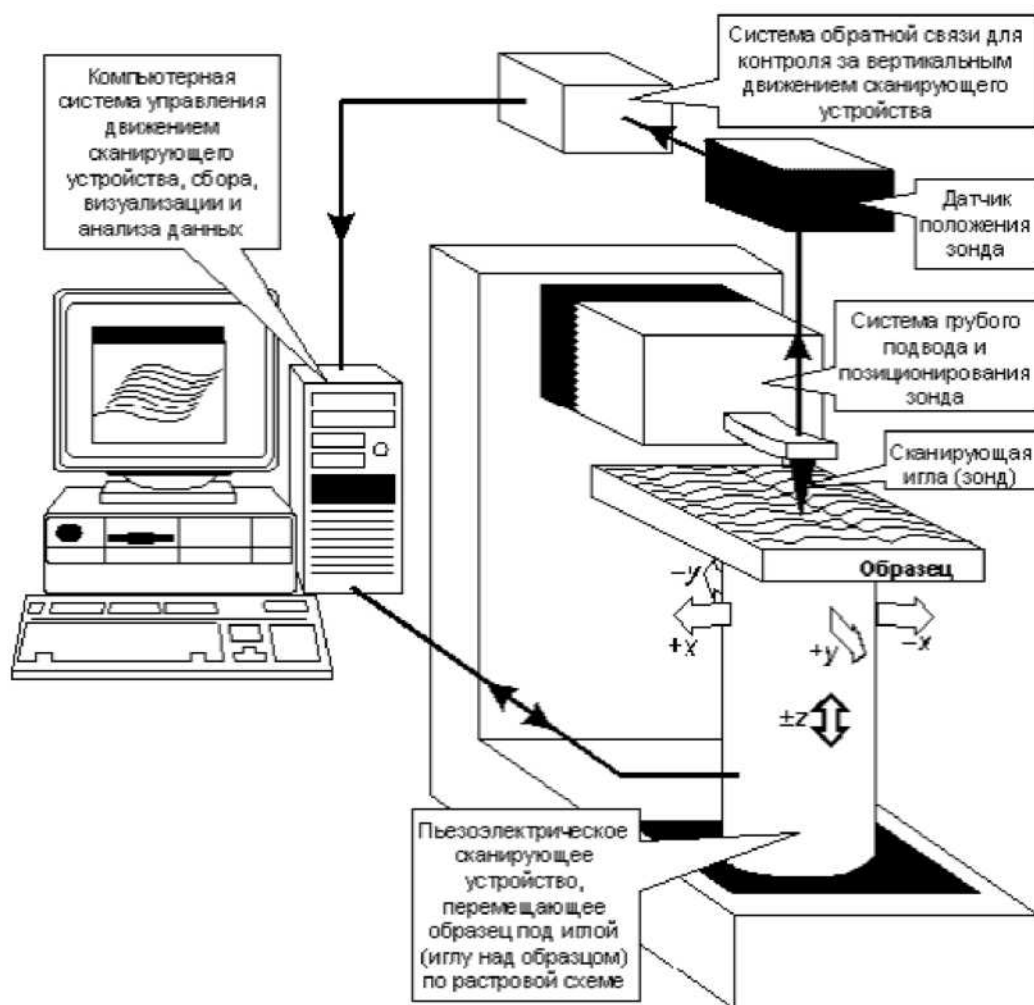 Компьютерная
система управления
движением
сканирующего
устройства, сбора,
визуализации и
анализа данных
Система обратной связи для
контроля за вертикальным
движением сканирующего
устройства
Датчик
положения
зонда
Система грубого
подвода и
позиционирования
зонда
Сканирующая
игла (зонд)
Образец
–y
+x
+y
–x
±z
Пьезоэлектрическое
сканирующее
устройство,
перемещающее
образец под иглой
(иглу над образцом)
по растровой схеме